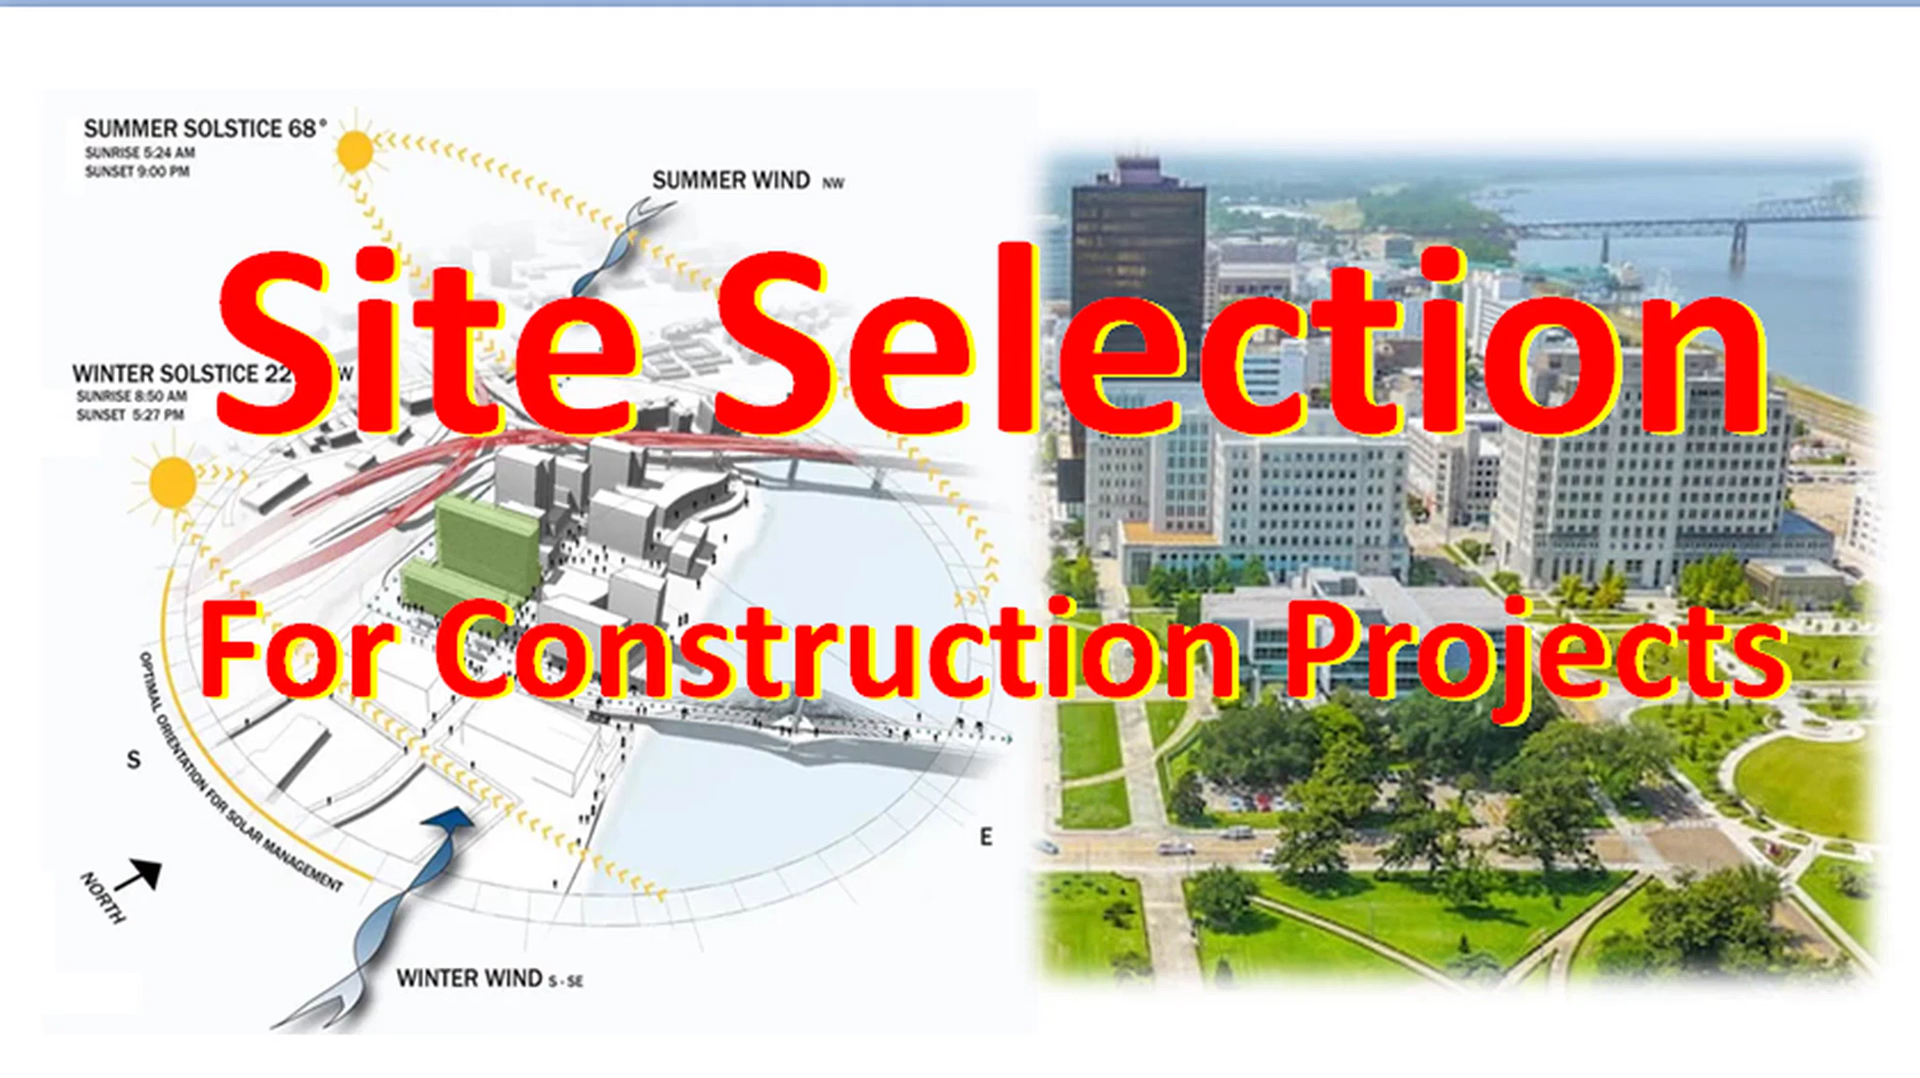 SUMMER SOLSTICE 68°
SUNRISE 5:24 AM
SUNSET 9:00 PM
SUMMER WIND NW
Site Selection
WINTER SOLSTICE 22 W
SUNRISE 8:50 AM
SUNSET 5:27 PM
For Construction Projects
OPTIMAL ORIENTATION FOR SOLAR MANAGEMENT
S
E
NORTH
WINTER WIND S - SE